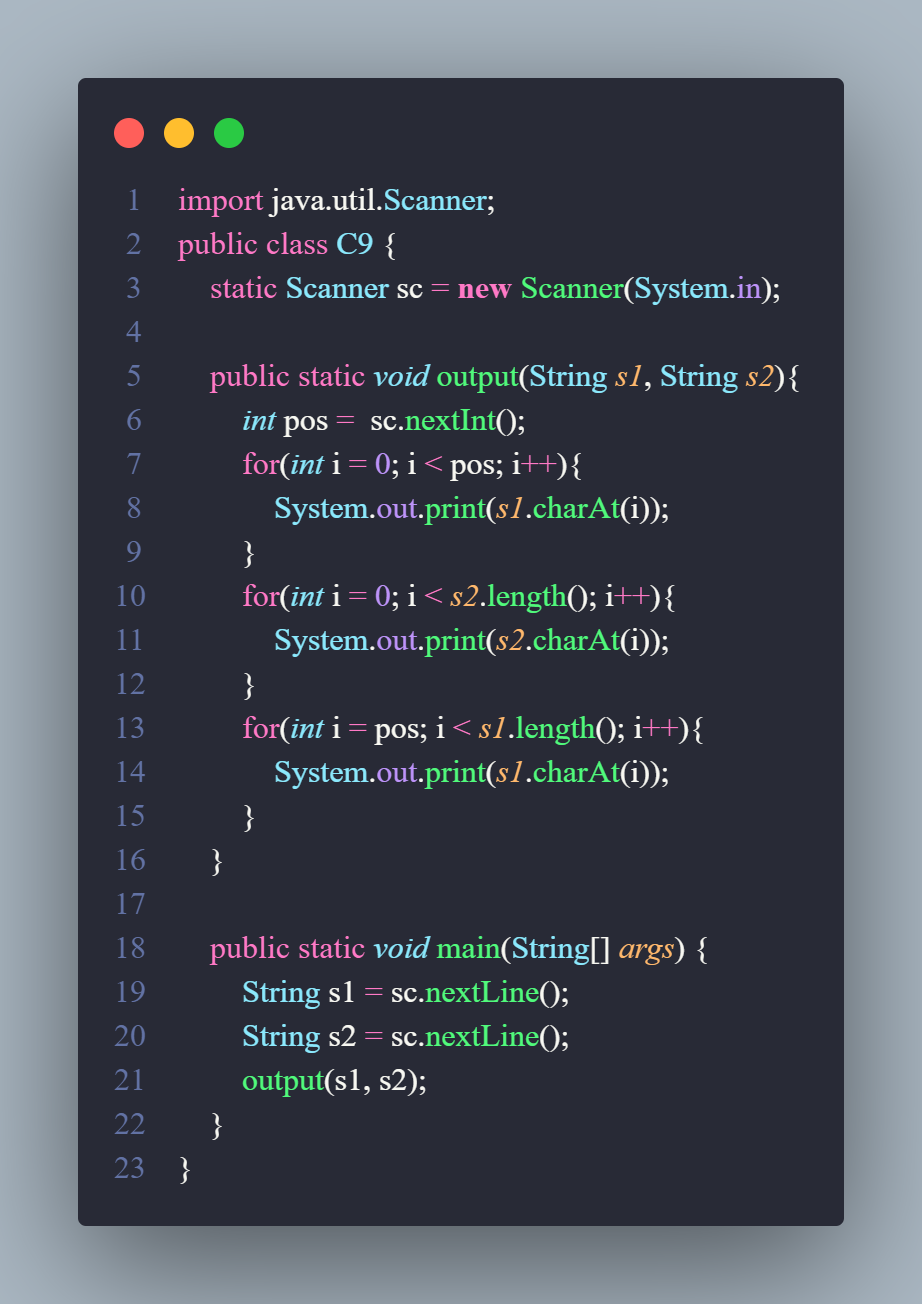 1 import java.util.Scanner;
2 public class C9 {
3     static Scanner sc = new Scanner(System.in);
4
5     public static void output(String s1, String s2){
6         int pos =  sc.nextInt();
7         for(int i = 0; i < pos; i++){
8             System.out.print(s1.charAt(i));
9         }
10         for(int i = 0; i < s2.length(); i++){
11             System.out.print(s2.charAt(i));
12         }
13         for(int i = pos; i < s1.length(); i++){
14             System.out.print(s1.charAt(i));
15         }
16     }
17
18     public static void main(String[] args) {
19         String s1 = sc.nextLine();
20         String s2 = sc.nextLine();
21         output(s1, s2);
22     }
23 }